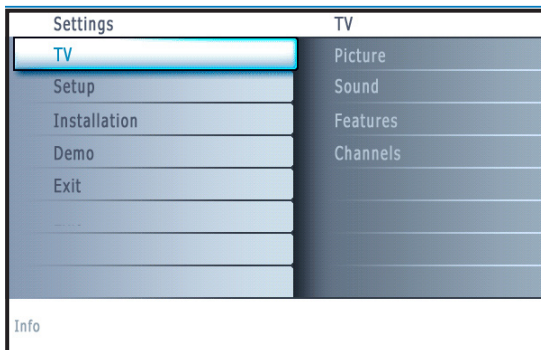 Settings
TV
TV
Picture
Setup
Sound
Installation
Features
Demo
Channels
Exit
Info